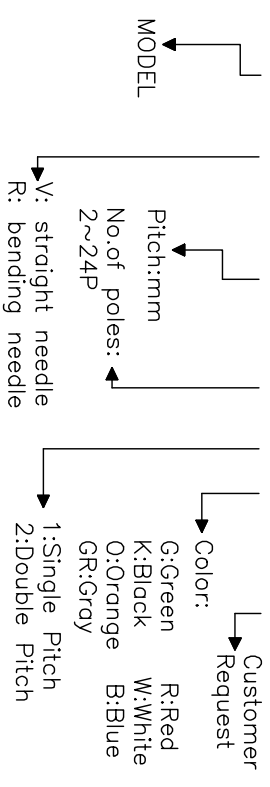 MODEL
V: straight needle
R: bending needle
Pitch:mm
No.of poles:
2~24P
1:Single Pitch
2:Double Pitch
Color:
G:Green R:Red
K:Black W:White
O:Orange B:Blue
GR:Gray
Customer
Request